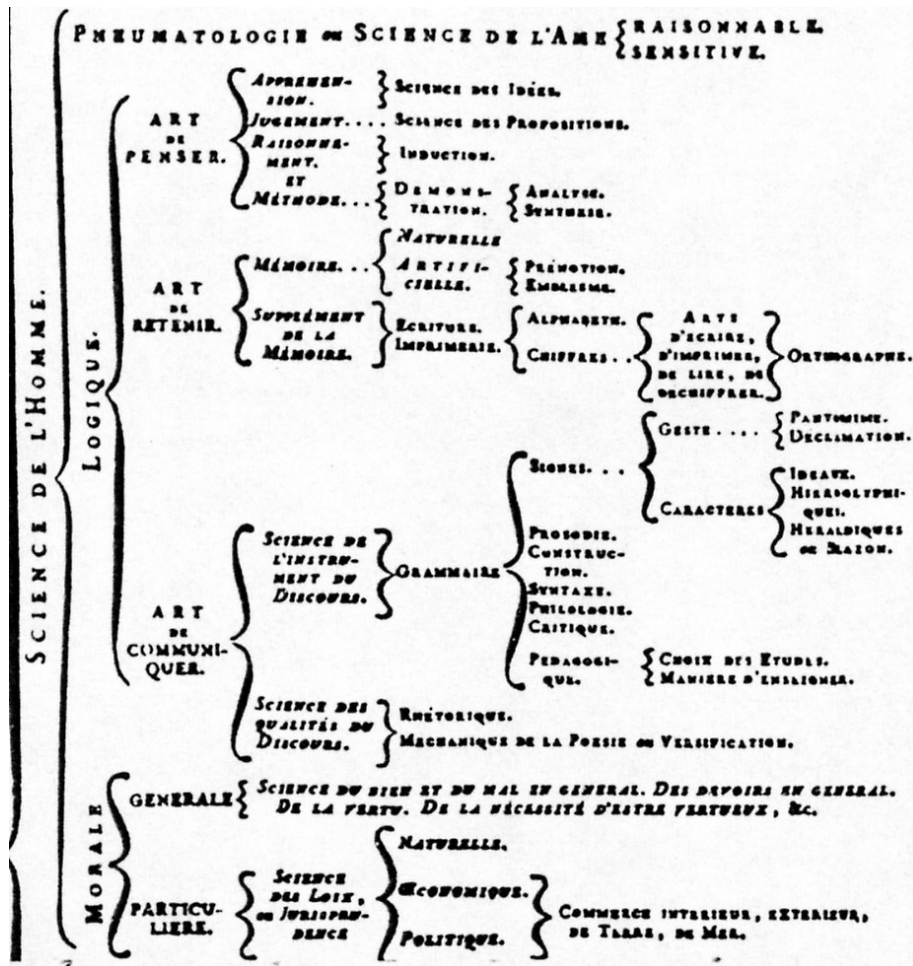 SCIENCE DE L'HOMME.
PNEUMATOLOGIE ou SCIENCE DE L'AME
RAISONNABLE.
SENSITIVE.
LOGIQUE.
ART
DE
PENSER.
APPREHEN-
SION.
SCIENCE DES IDÉES.
JUGEMENT....
SCIENCE DES PROPOSITIONS.
RAISONNE-
MENT.
INDUCTION.
ET
MÉTHODE...
DEMONS-
TRATION.
ANALYSE.
SYNTHESE.
ART
DE
RETENIR.
MÉMOIRE...
NATURELLE
ARTIFI-
CIELLE.
PRÉNOTION.
EMBLESME.
SUPPLÉMENT
DE LA
MÉMOIRE.
ECRITURE.
IMPRIMERIE.
ALPHABETH.
CHIFFRES..
ARTS
D'ECRIRE,
D'IMPRIMER,
DE LIRE, DE
DECHIFFRER.
ORTOGRAPHE.
ART
DE
COMMUNI-
QUER.
SCIENCE DE
L'INSTRU-
MENT DU
DISCOURS.
GRAMMAIRE
SIGNES...
GESTE....
PANTOMIME.
DÉCLAMATION.
CARACTERES
IDEAUX.
HIEROGLYPHI-
QUES.
HERALDIQUES
OU BLAZON.
PROSODIE.
CONSTRUC-
TION.
SYNTAXE.
PHILOLOGIE.
CRITIQUE.
PEDAGOGI-
QUE.
CHOIX DES ETUDES.
MANIERE D'ENSEIGNER.
SCIENCE DES
QUALITÉS DU
DISCOURS.
RHÉTORIQUE.
MECHANIQUE DE LA POESIE ou VERSIFICATION.
MORALE
GENERALE
SCIENCE DU BIEN ET DU MAL EN GENERAL. DES DEVOIRS EN GENERAL.
DE LA VERTU. DE LA NÉCESSITÉ D'ESTRE VERTUEUX, &c.
PARTICU-
LIERE.
SCIENCE
DES LOIX,
ou JURISPRU-
DENCE
NATURELLE.
ŒCONOMIQUE.
POLITIQUE.
COMMERCE INTERIEUR, EXTERIEUR,
DE TERRE, DE MER.